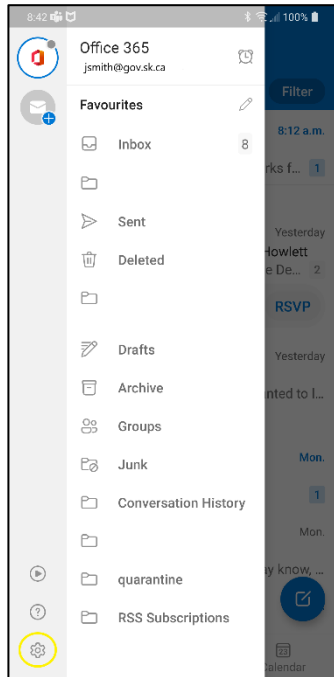 8:42 100%
Office 365
jsmith@gov.sk.ca
Favourites
Filter
8:12 a.m.
Inbox 8
rks f... 1
Yesterday
Sent
Howlett
Deleted
e De... 2
RSVP
Drafts
Yesterday
Archive
nted to l...
Groups
Junk
Mon.
Conversation History
1
Mon.
quarantine
ay know, ...
RSS Subscriptions
23
Calendar